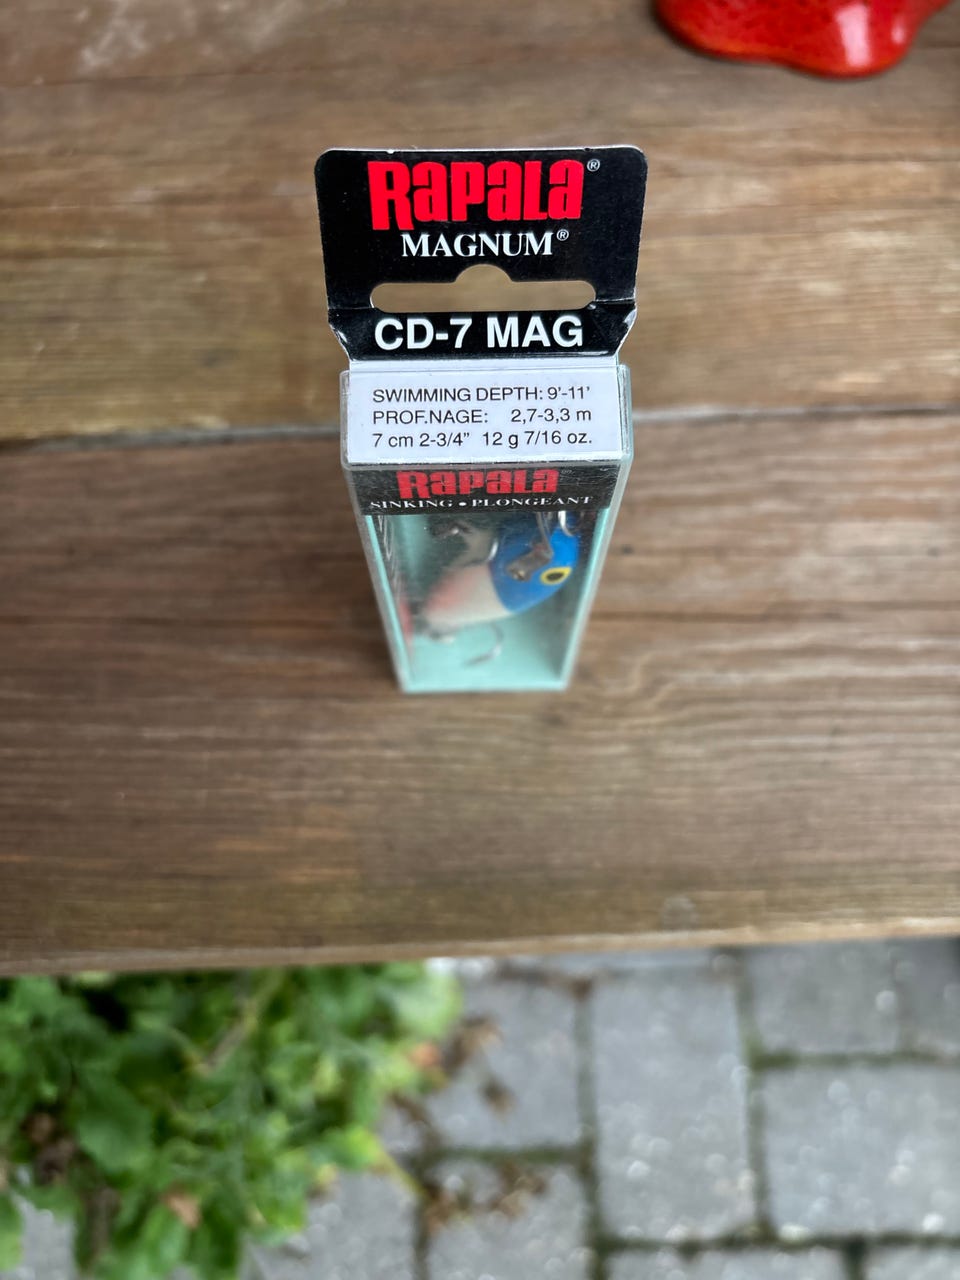 RAPALA®
MAGNUM®
CD-7 MAG
SWIMMING DEPTH: 9'-11'
PROF.NAGE: 2,7-3,3 m
7 cm 2-3/4" 12 g 7/16 oz.
RAPALA
SINKING • PLONGEANT